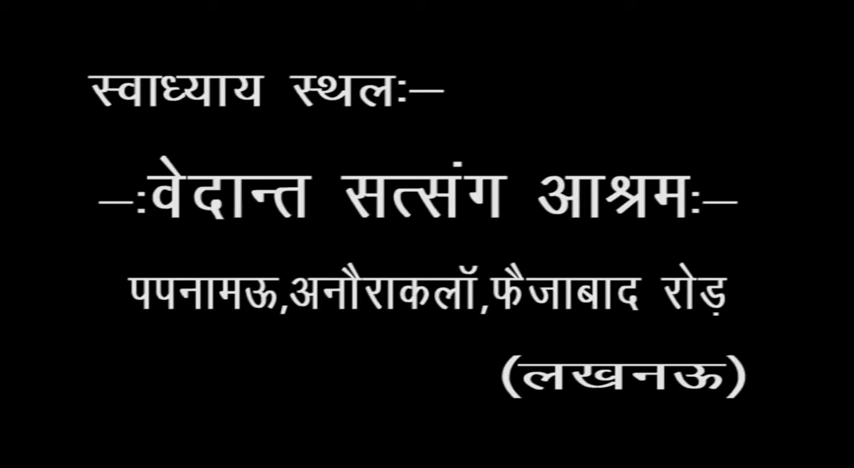 स्वाध्याय स्थलः–
–:वेदान्त सत्संग आश्रम:–
पपनामऊ,अनौराकलॉ,फैजाबाद रोड़
(लखनऊ)